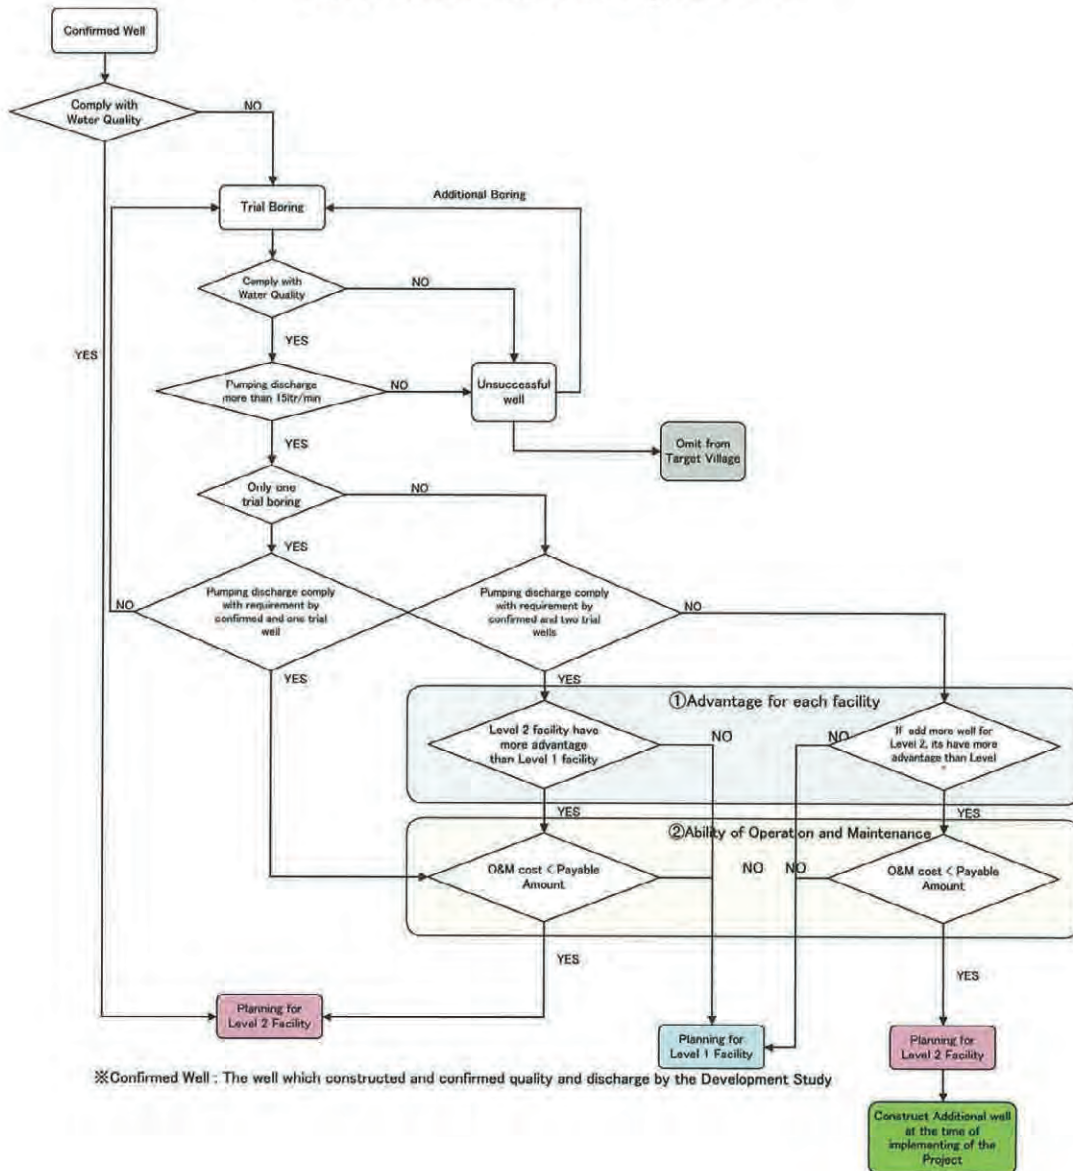 Confirmed Well
Comply with
Water Quality
NO
Additional Boring
Trial Boring
Comply with
Water Quality
NO
YES
YES
Pumping discharge
more than 15ltr/min
NO
Unsuccessful
well
YES
Omit from
Target Village
Only one
trial boring
NO
YES
Pumping discharge comply
with requirement by
confirmed and one trial
well
NO
Pumping discharge comply
with requirement by
confirmed and two trial
wells
NO
YES
YES
①Advantage for each facility
Level 2 facility have
more advantage
than Level 1 facility
NO
NO
If add more well for
Level 2, its have more
advantage than Level
YES
YES
②Ability of Operation and Maintenance
O&M cost < Payable
Amount
NO
NO
O&M cost < Payable
Amount
YES
YES
Planning for
Level 2 Facility
Planning for
Level 1 Facility
Planning for
Level 2 Facility
※Confirmed Well : The well which constructed and confirmed quality and discharge by the Development Study
Construct Additional well
at the time of
implementing of the
Project